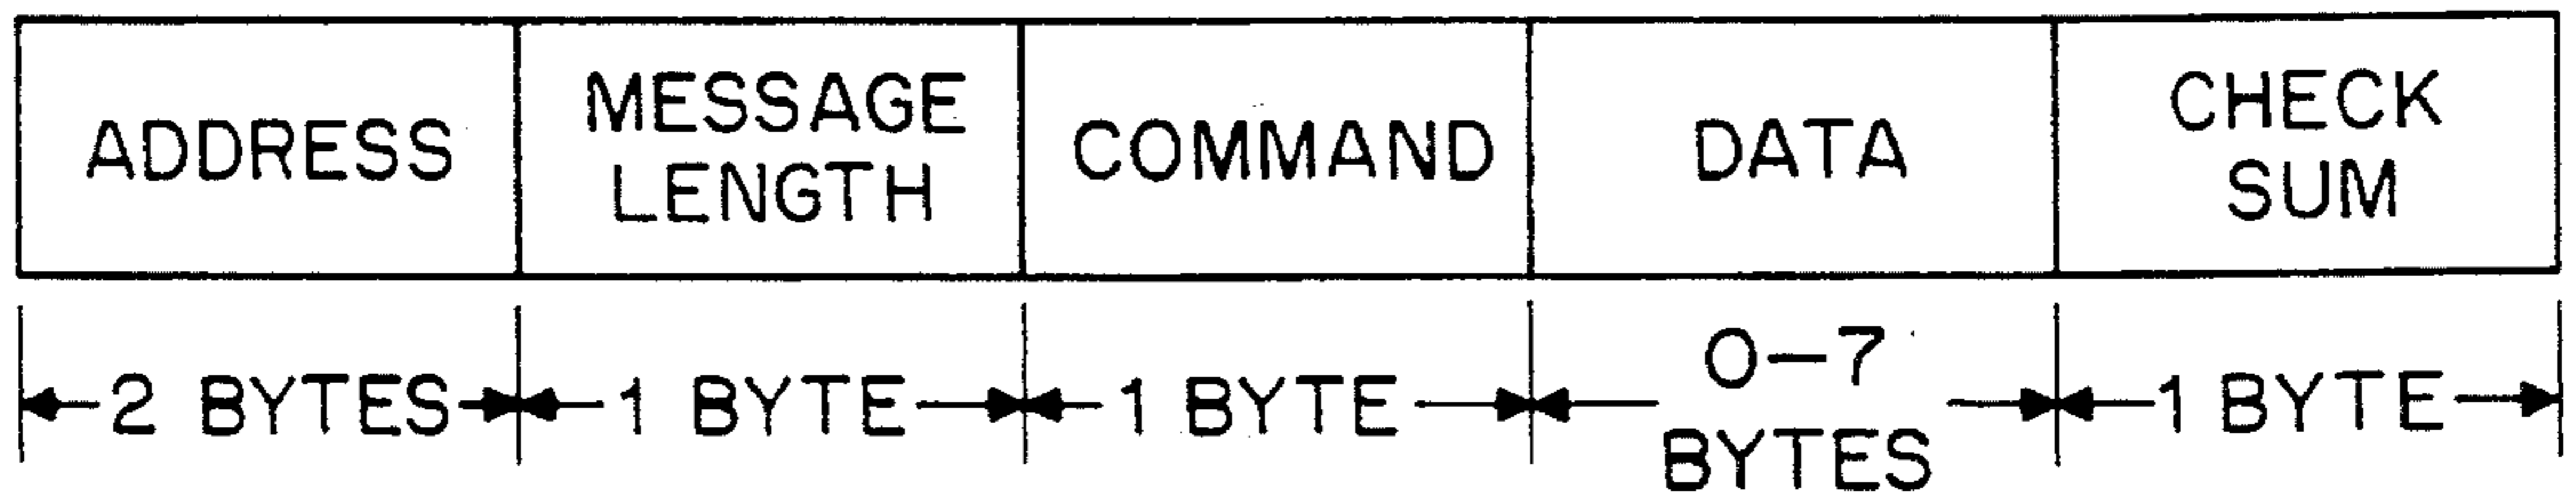 ADDRESS
MESSAGE
LENGTH
COMMAND
DATA
CHECK
SUM
2 BYTES
1 BYTE
1 BYTE
0-7
BYTES
1 BYTE